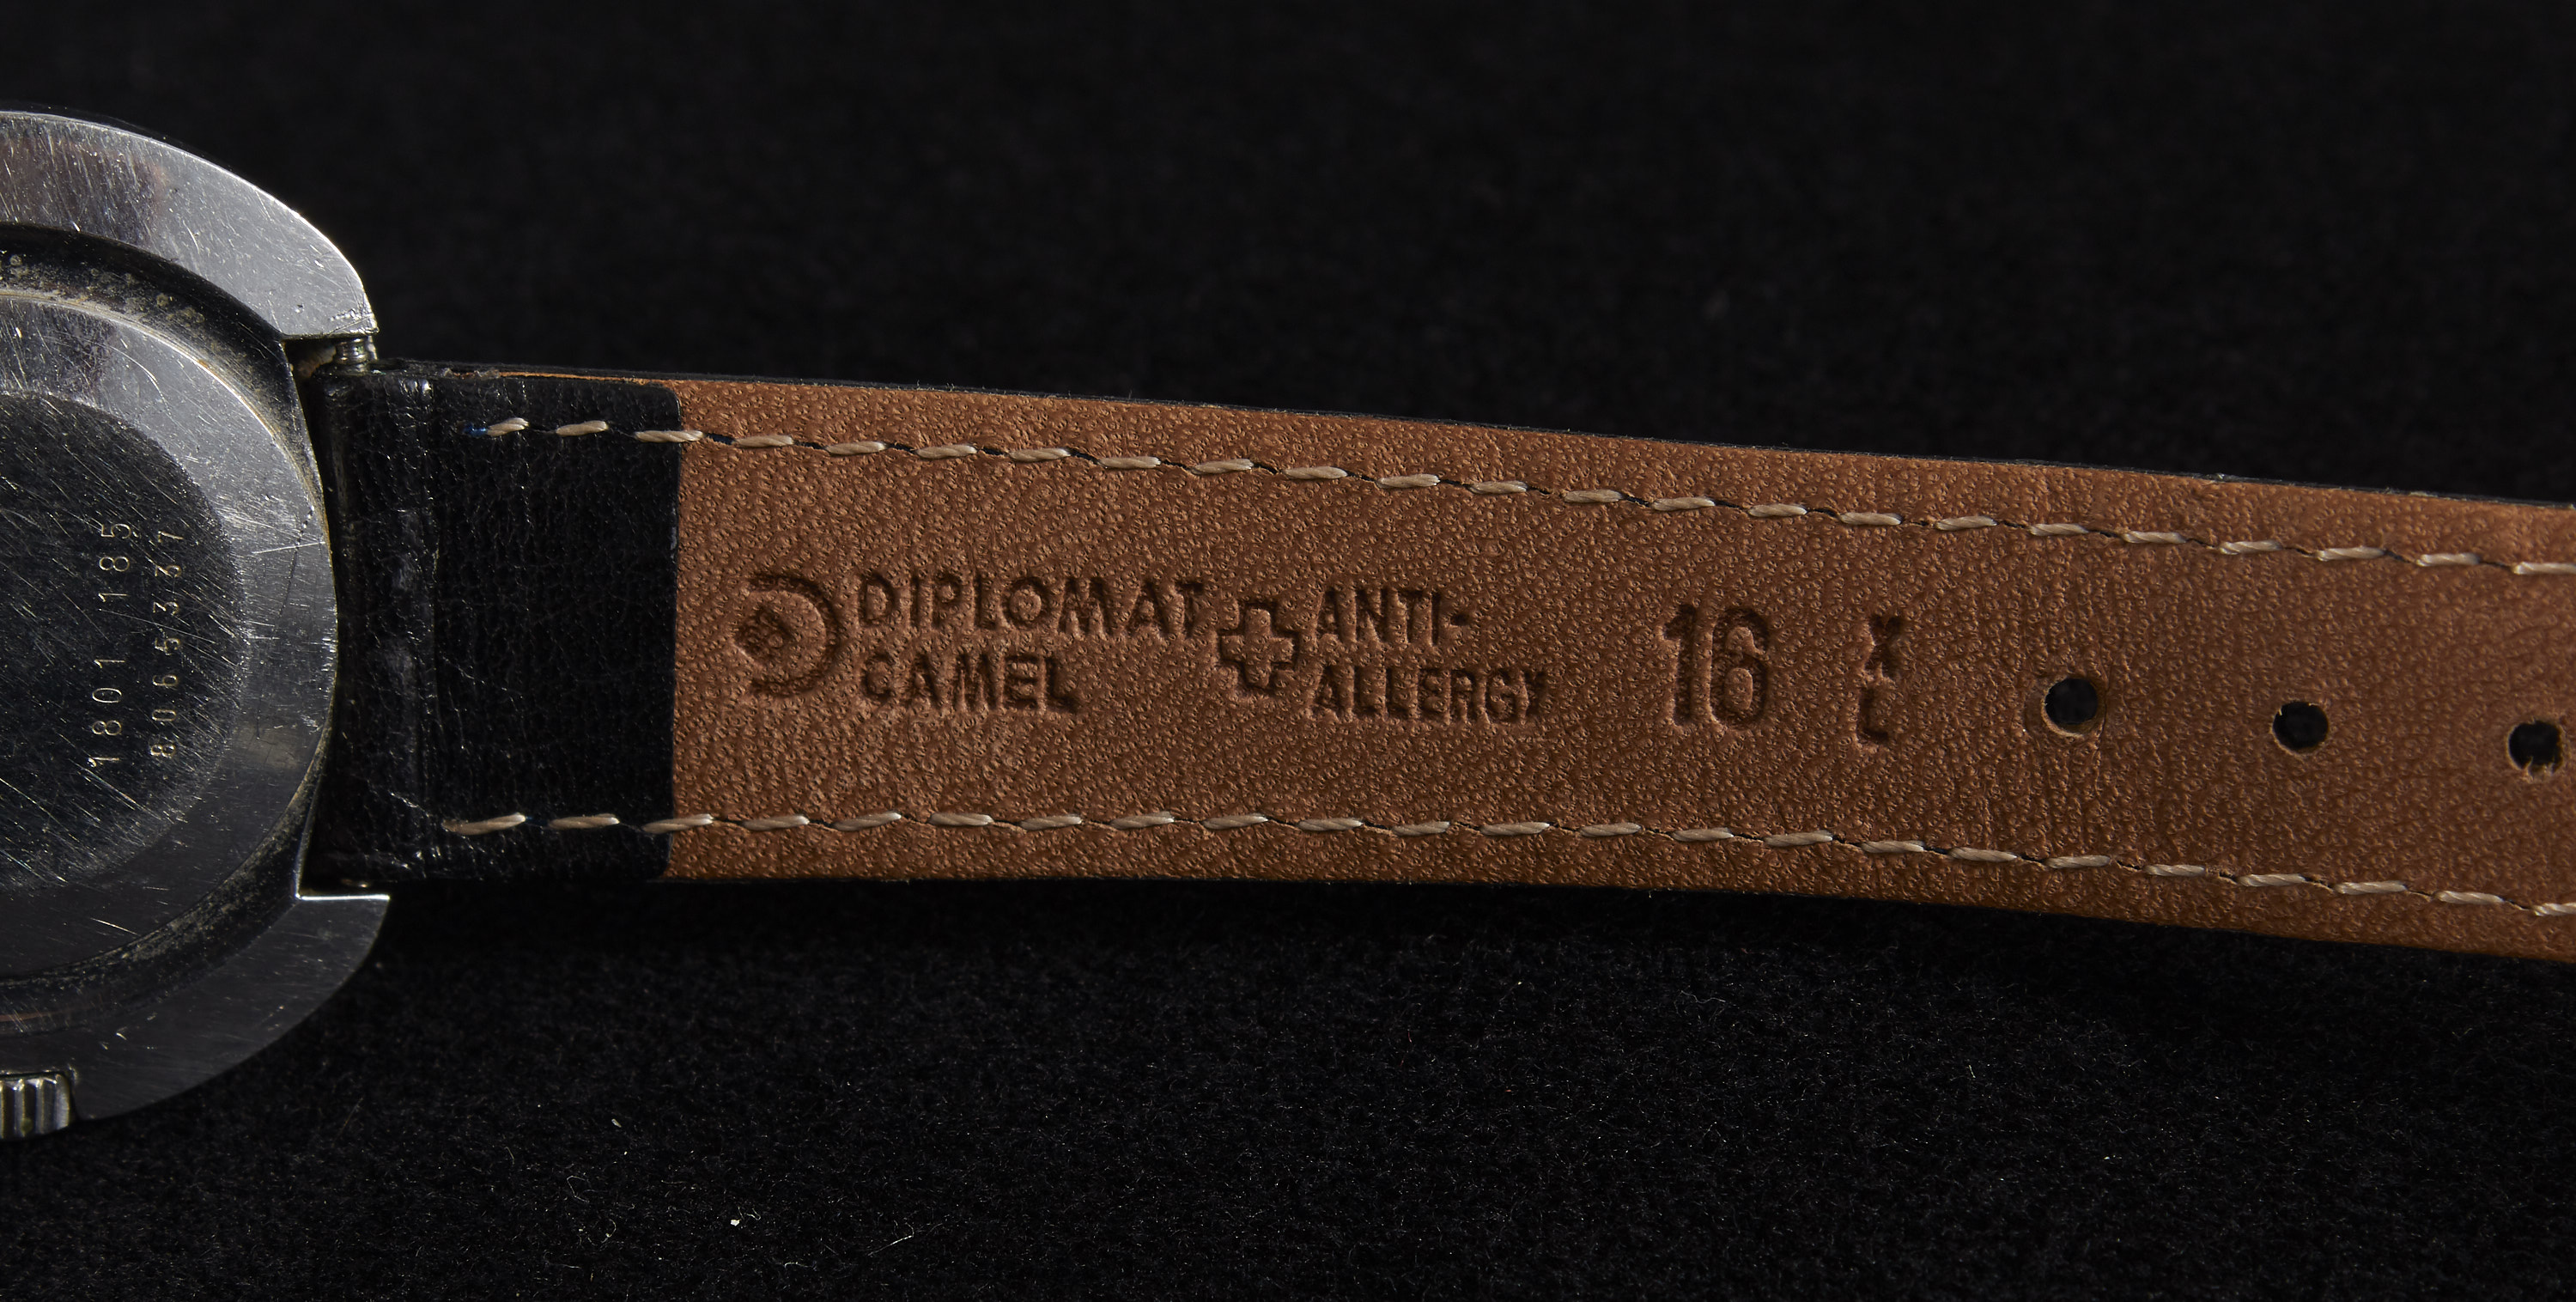 1801 185
8065337
DIPLOMAT
CAMEL
ANTI-
ALLERGY
16
X
L